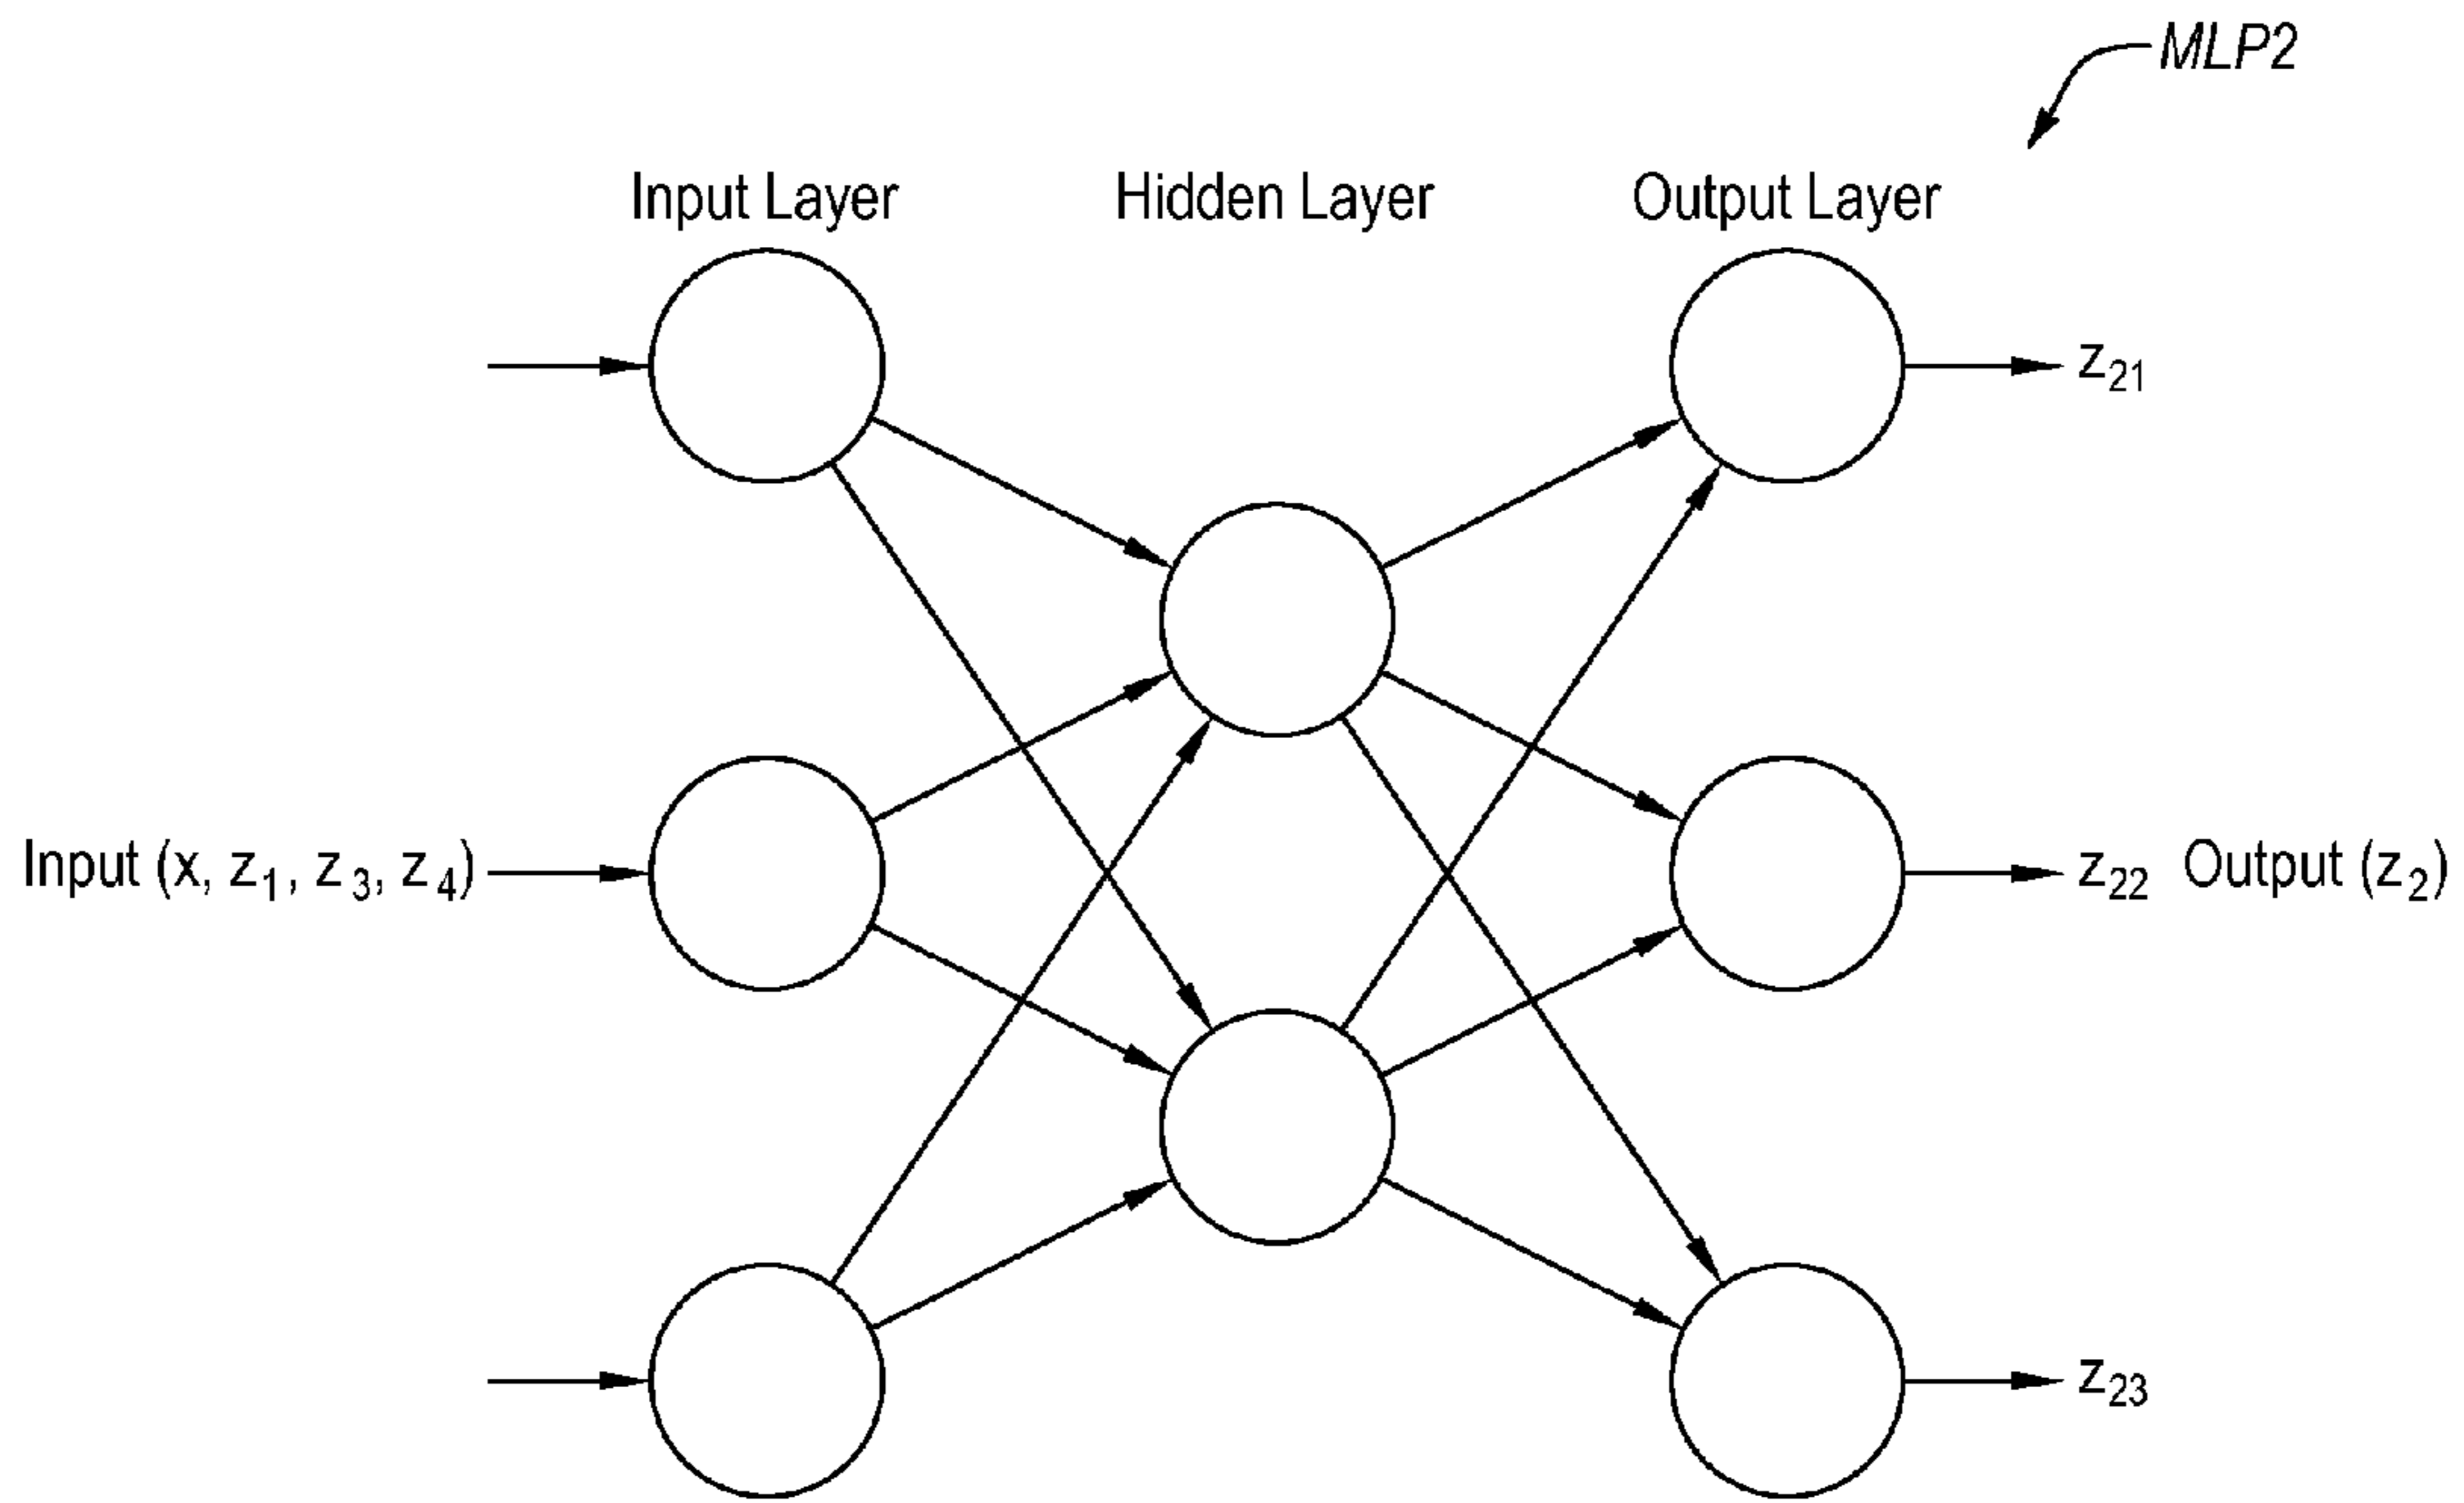 MLP2
Input Layer
Hidden Layer
Output Layer
z21
Input (x, z1, z3, z4)
z22
Output (z2)
z23